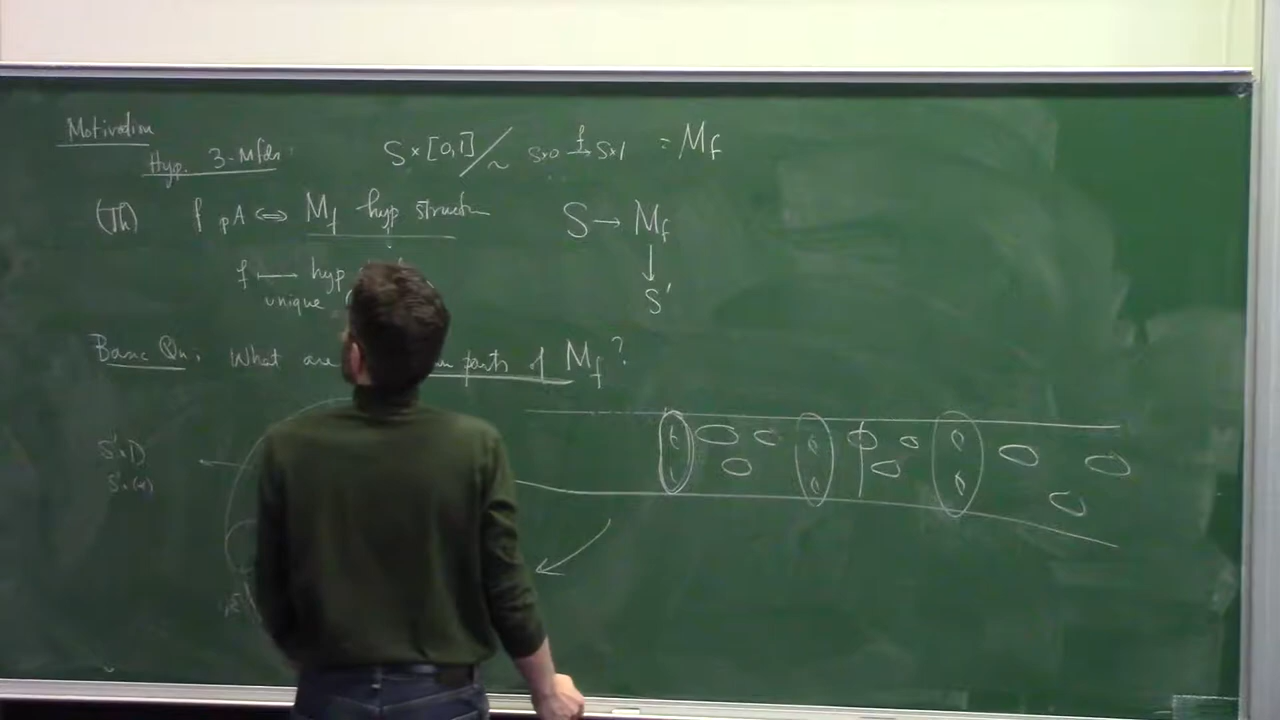 Motivation
Hyp. 3-Mfds: S×[0,1]/~ S×0 —f→ S×1 = M_f
(Th) f pA ⇔ M_f hyp structure S → M_f
↓
f ⟼ hyp
unique S'
Basic Qn: What are parts of M_f?
S×(α)